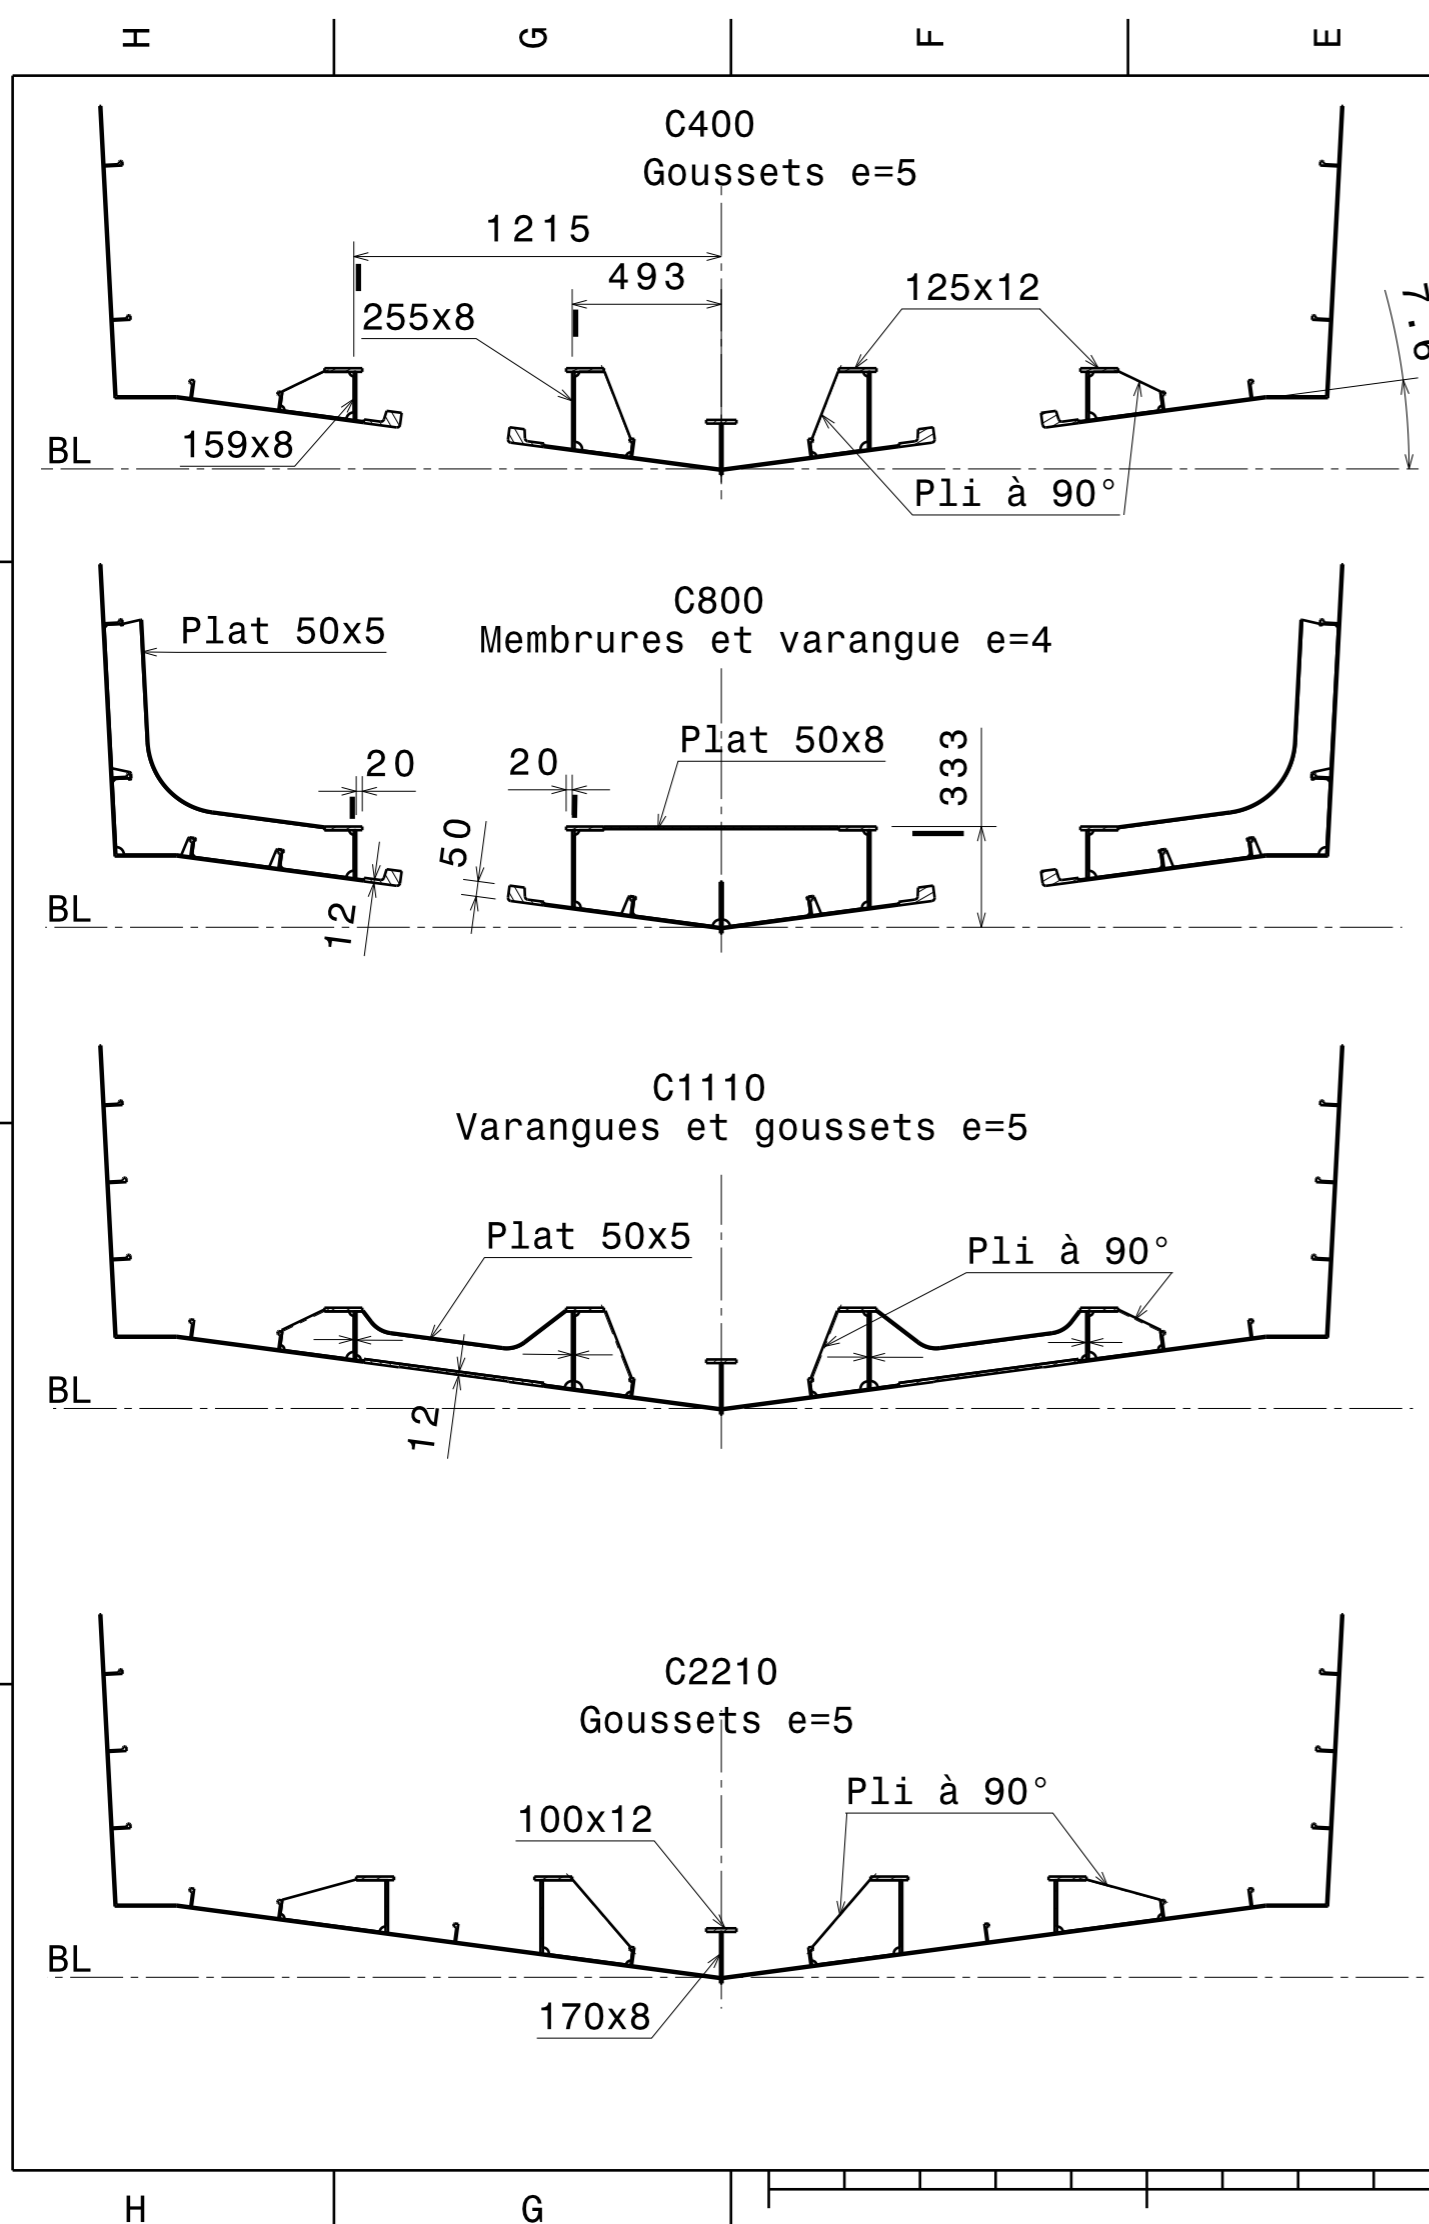 H
G
F
E
C400
Goussets e=5
1215
493
125x12
255x8
7.6
159x8
BL
Pli à 90°
C800
Plat 50x5
Membrures et varangue e=4
Plat 50x8
333
20
20
50
12
BL
C1110
Varangues et goussets e=5
Plat 50x5
Pli à 90°
BL
12
C2210
Goussets e=5
Pli à 90°
100x12
BL
170x8
H
G